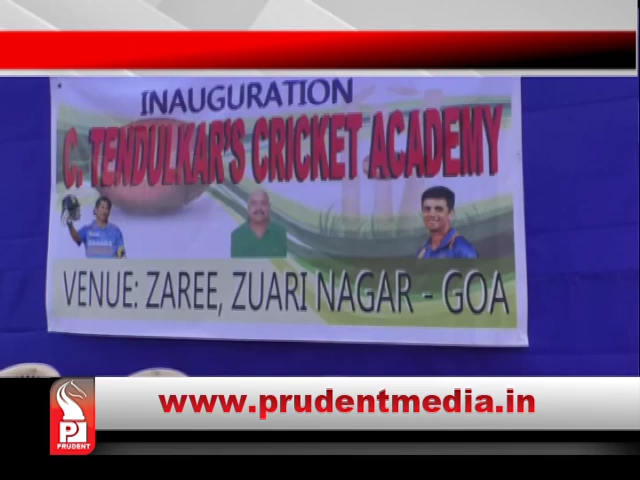 INAUGURATION
C. TENDULKAR'S CRICKET ACADEMY
VENUE: ZAREE, ZUARI NAGAR - GOA
www.prudentmedia.in
P
PRUDENT